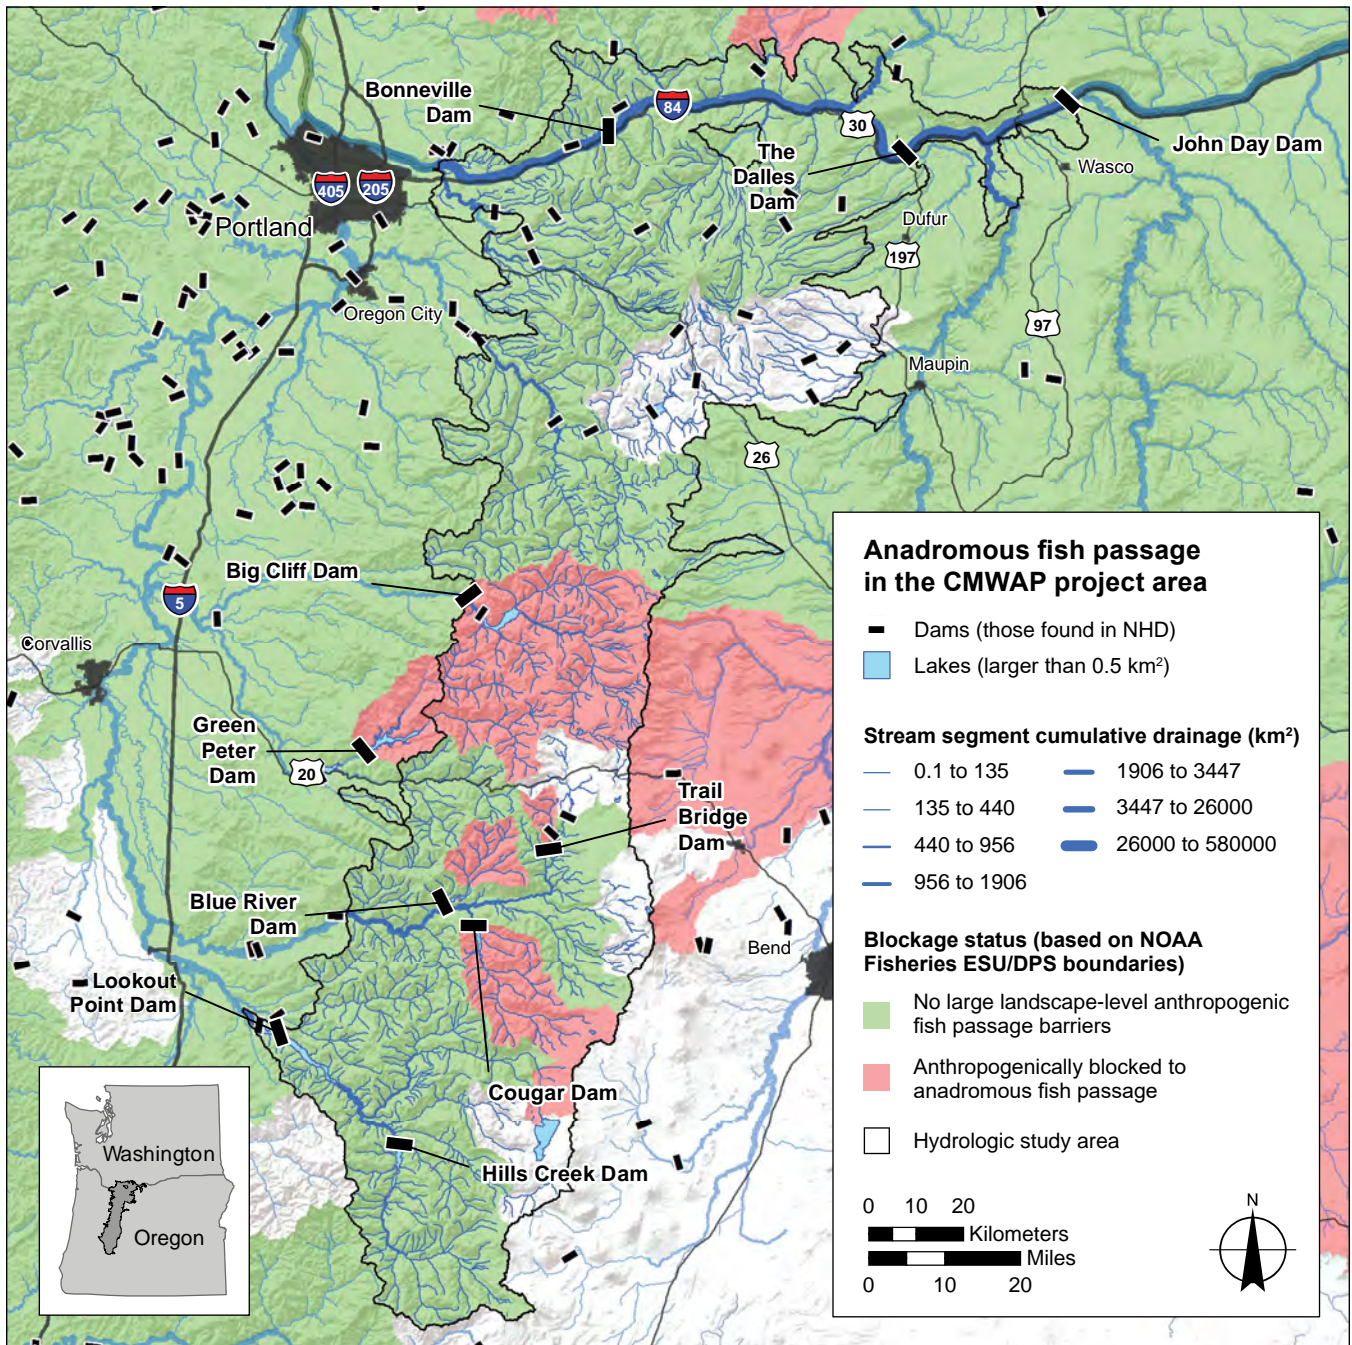 Bonneville
Dam
84
30
John Day Dam
The
Dalles
Dam
Wasco
405
205
Portland
Dufur
197
Oregon City
97
Maupin
26
Big Cliff Dam
5
Corvallis
Green
Peter
Dam
20
Trail
Bridge
Dam
Blue River
Dam
Bend
Lookout
Point Dam
Cougar Dam
Hills Creek Dam
Washington
Oregon
Anadromous fish passage
in the CMWAP project area
Dams (those found in NHD)
Lakes (larger than 0.5 km²)
Stream segment cumulative drainage (km²)
0.1 to 135
1906 to 3447
135 to 440
3447 to 26000
440 to 956
26000 to 580000
956 to 1906
Blockage status (based on NOAA
Fisheries ESU/DPS boundaries)
No large landscape-level anthropogenic
fish passage barriers
Anthropogenically blocked to
anadromous fish passage
Hydrologic study area
0 10 20
Kilometers
Miles
0 10 20
N